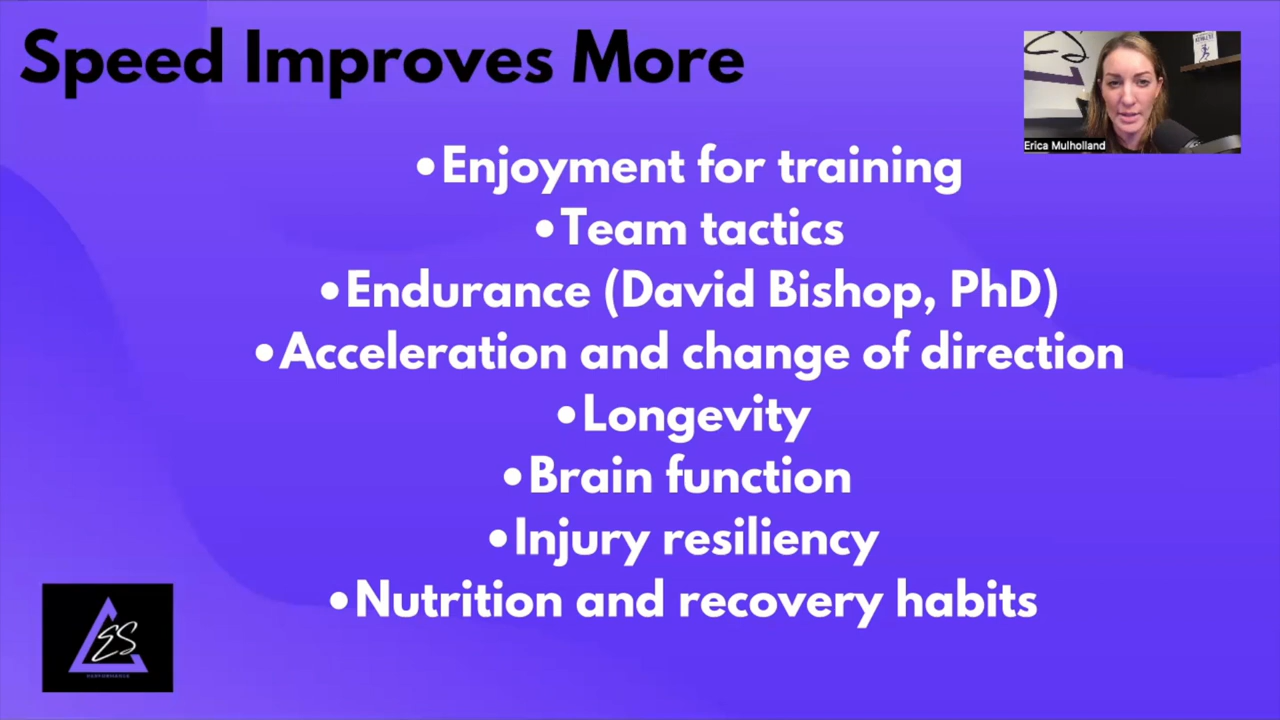 Speed Improves More
Erica Mulholland
•Enjoyment for training
•Team tactics
•Endurance (David Bishop, PhD)
•Acceleration and change of direction
•Longevity
•Brain function
•Injury resiliency
•Nutrition and recovery habits
ES
PERFORMANCE